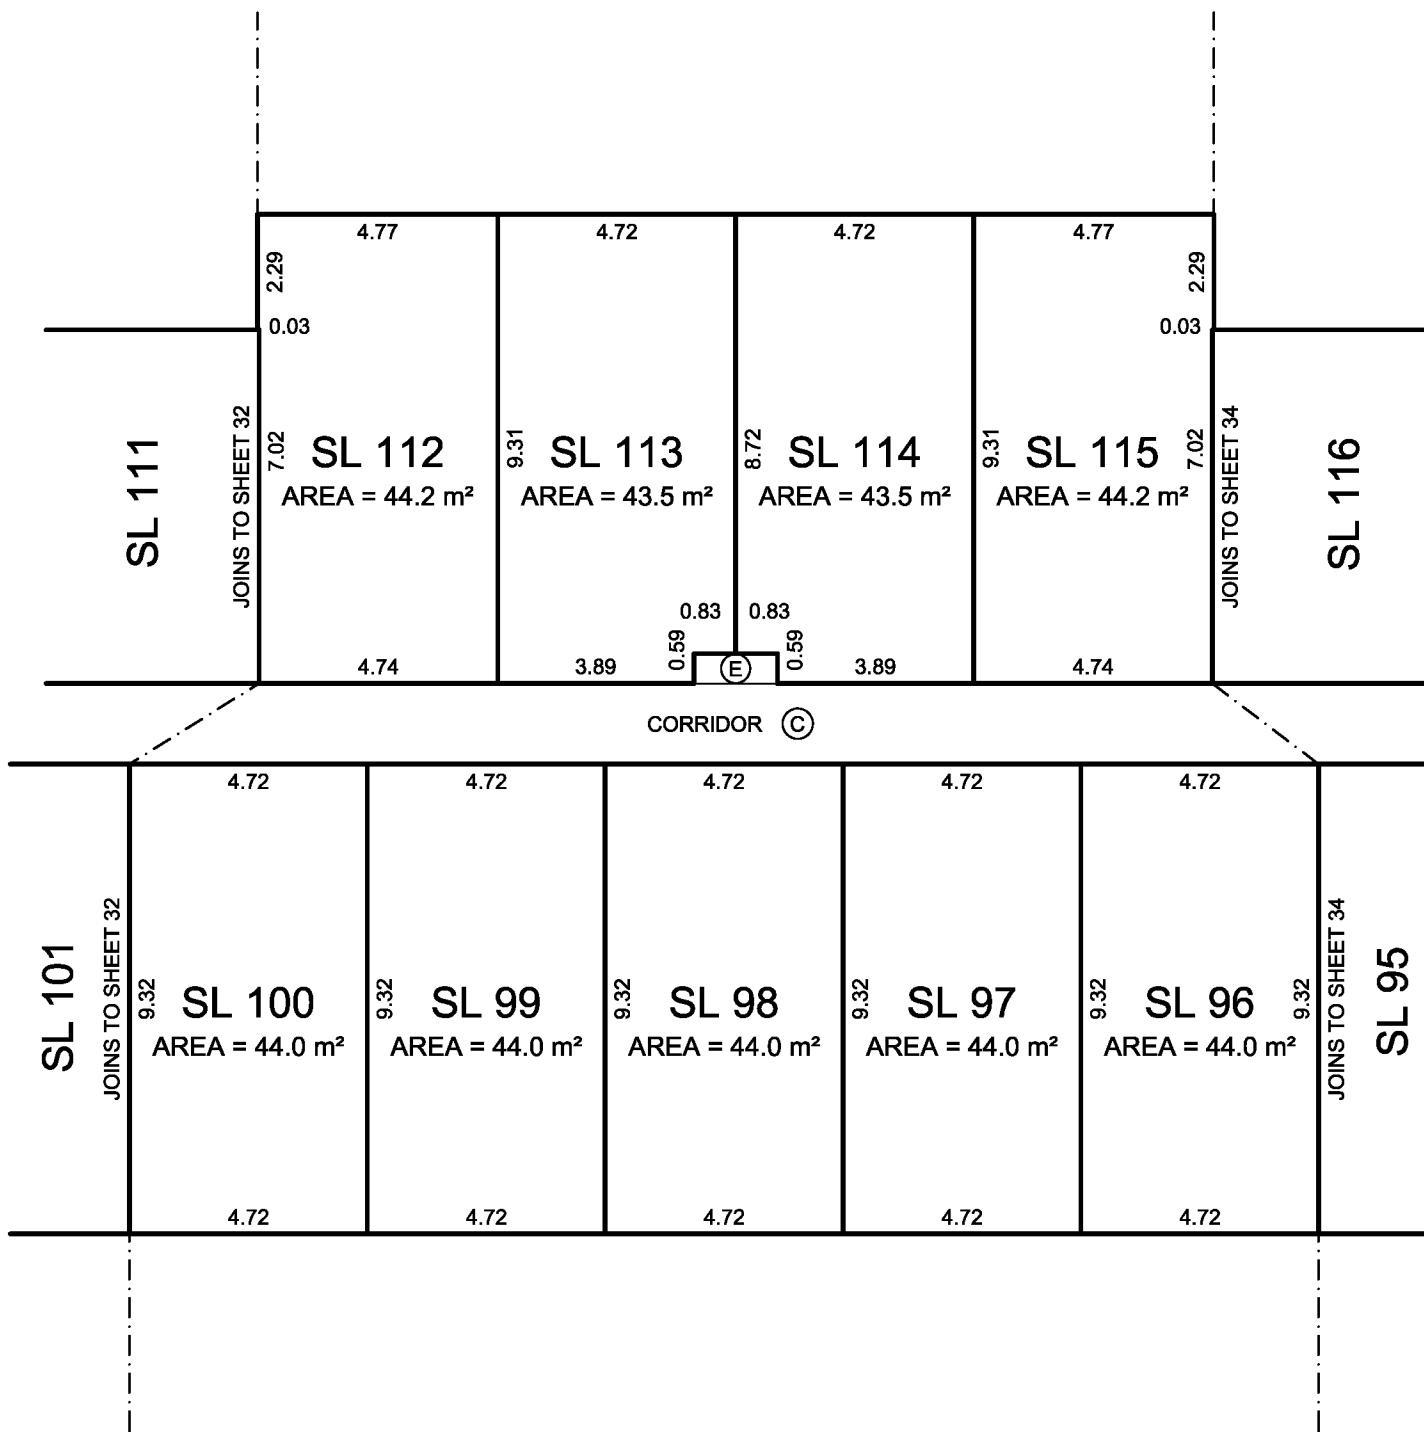 4.77
4.72
4.72
4.77
2.29
2.29
0.03
0.03
SL 111
JOINS TO SHEET 32
7.02
SL 112
AREA = 44.2 m²
9.31
SL 113
AREA = 43.5 m²
8.72
SL 114
AREA = 43.5 m²
9.31
SL 115
AREA = 44.2 m²
7.02
JOINS TO SHEET 34
SL 116
0.83
0.83
0.59
0.59
4.74
3.89
E
3.89
4.74
CORRIDOR C
4.72
4.72
4.72
4.72
4.72
SL 101
JOINS TO SHEET 32
9.32
SL 100
AREA = 44.0 m²
9.32
SL 99
AREA = 44.0 m²
9.32
SL 98
AREA = 44.0 m²
9.32
SL 97
AREA = 44.0 m²
9.32
SL 96
AREA = 44.0 m²
9.32
JOINS TO SHEET 34
SL 95
4.72
4.72
4.72
4.72
4.72